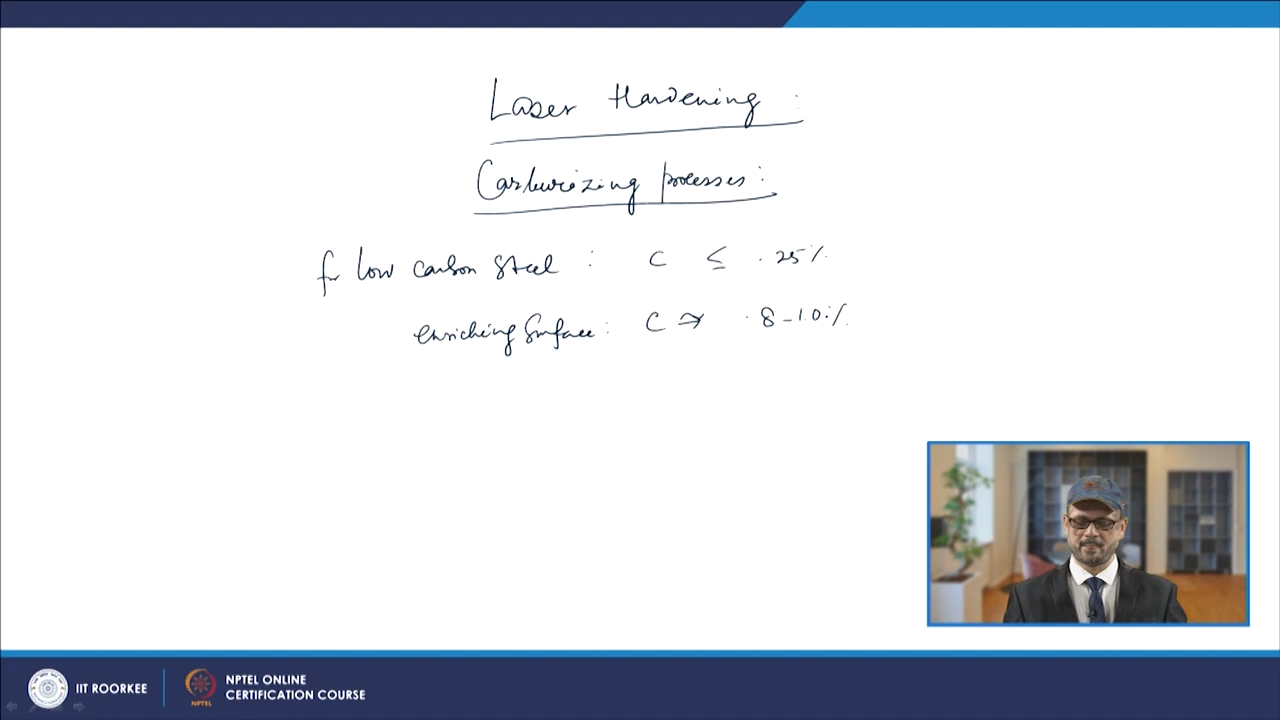 Laser Hardening :
Carburizing processes :
for low carbon steel : C ≤ .25%
enriching surface : C ⇒ .8-1.0%
IIT ROORKEE
NPTEL
NPTEL ONLINE
CERTIFICATION COURSE